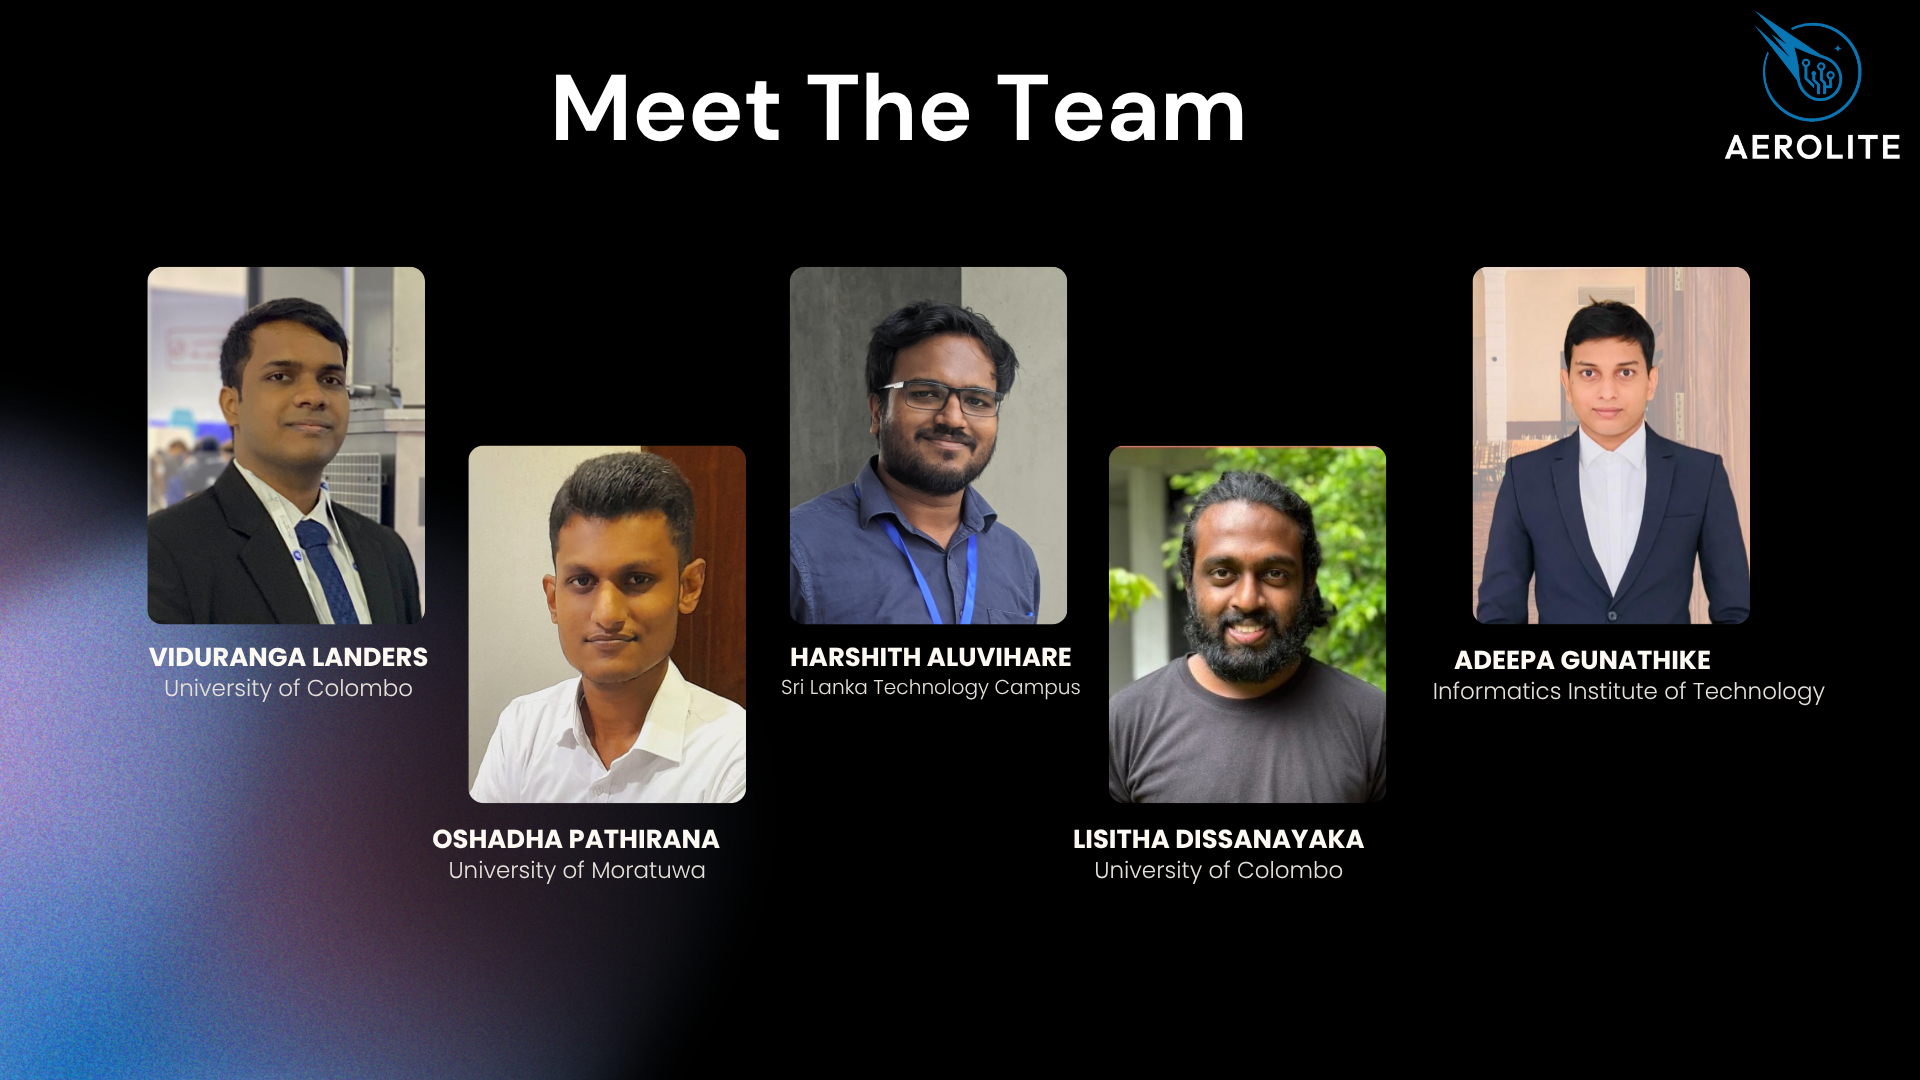 Meet The Team
AEROLITE
VIDURANGA LANDERS
University of Colombo
OSHADHA PATHIRANA
University of Moratuwa
HARSHITH ALUVIHARE
Sri Lanka Technology Campus
LISITHA DISSANAYAKA
University of Colombo
ADEEPA GUNATHIKE
Informatics Institute of Technology